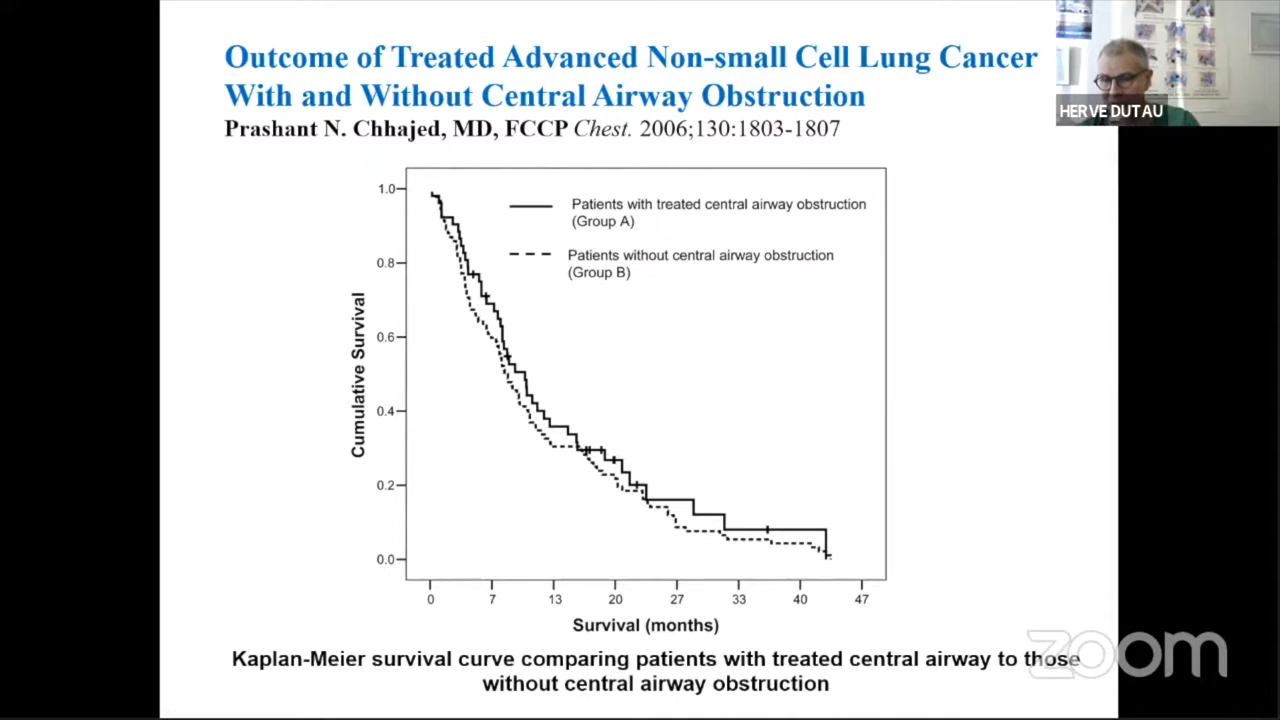 Outcome of Treated Advanced Non-small Cell Lung Cancer
With and Without Central Airway Obstruction
Prashant N. Chhajed, MD, FCCP Chest. 2006;130:1803-1807
HERVE DUTAU
Patients with treated central airway obstruction
(Group A)
Patients without central airway obstruction
(Group B)
Cumulative Survival
1.0
0.8
0.6
0.4
0.2
0.0
0 7 13 20 27 33 40 47
Survival (months)
Kaplan-Meier survival curve comparing patients with treated central airway to those
without central airway obstruction
zoom